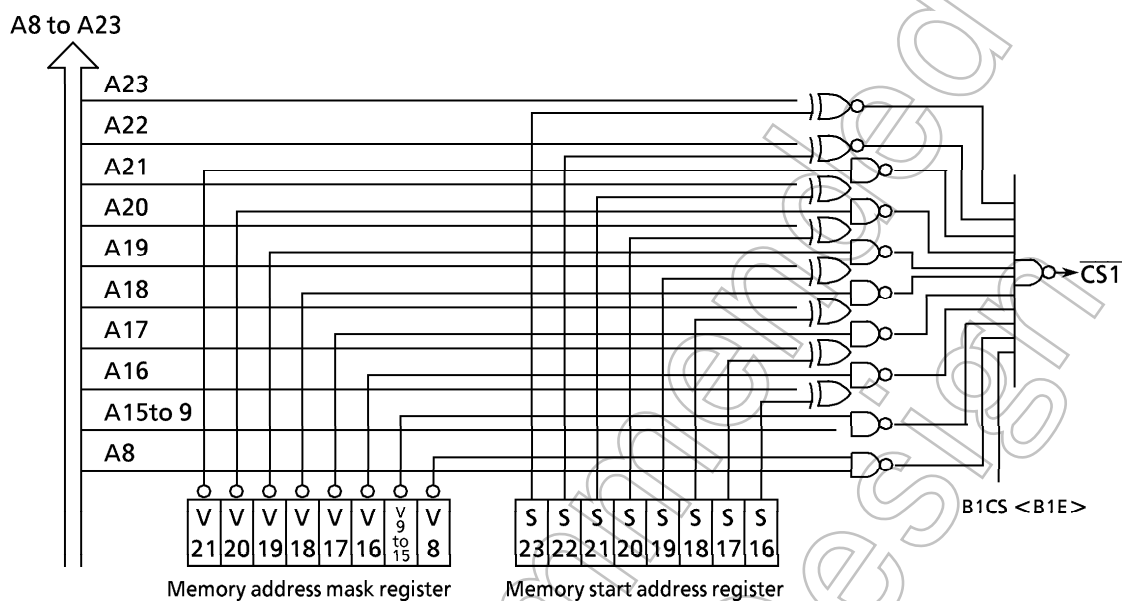 A8 to A23
A23
A22
A21
A20
A19
A18
A17
A16
A15to 9
A8
CS1
B1CS <B1E>
V 21
V 20
V 19
V 18
V 17
V 16
V 9 to 15
V 8
S 23
S 22
S 21
S 20
S 19
S 18
S 17
S 16
Memory address mask register
Memory start address register